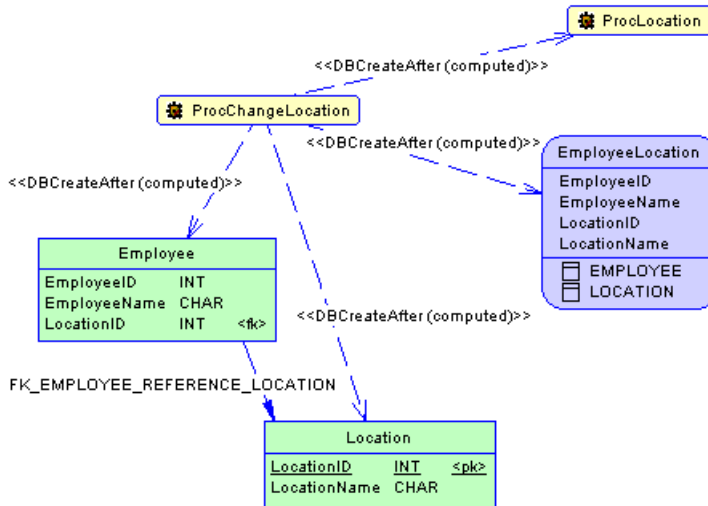 ProcLocation
<<DBCreateAfter (computed)>>
ProcChangeLocation
<<DBCreateAfter (computed)>>
<<DBCreateAfter (computed)>>
EmployeeLocation
EmployeeID
EmployeeName
LocationID
LocationName
EMPLOYEE
LOCATION
Employee
EmployeeID INT
EmployeeName CHAR
LocationID INT <fk>
<<DBCreateAfter (computed)>>
FK_EMPLOYEE_REFERENCE_LOCATION
Location
LocationID INT <pk>
LocationName CHAR